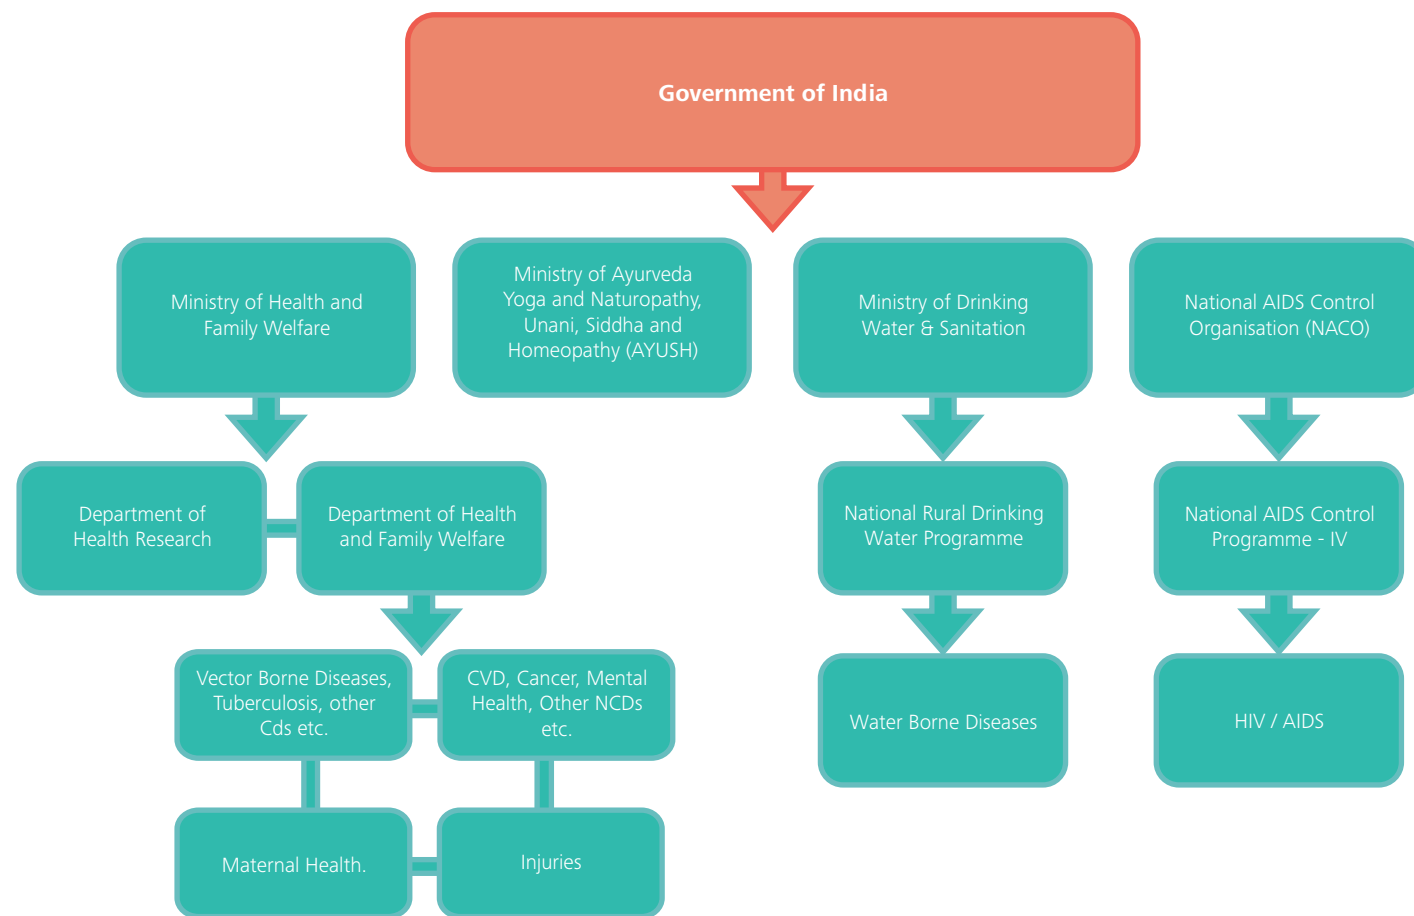 Government of India
Ministry of Health and
Family Welfare
Ministry of Ayurveda
Yoga and Naturopathy,
Unani, Siddha and
Homeopathy (AYUSH)
Ministry of Drinking
Water & Sanitation
National AIDS Control
Organisation (NACO)
Department of
Health Research
Department of Health
and Family Welfare
National Rural Drinking
Water Programme
National AIDS Control
Programme - IV
Vector Borne Diseases,
Tuberculosis, other
Cds etc.
CVD, Cancer, Mental
Health, Other NCDs
etc.
Water Borne Diseases
HIV / AIDS
Maternal Health.
Injuries